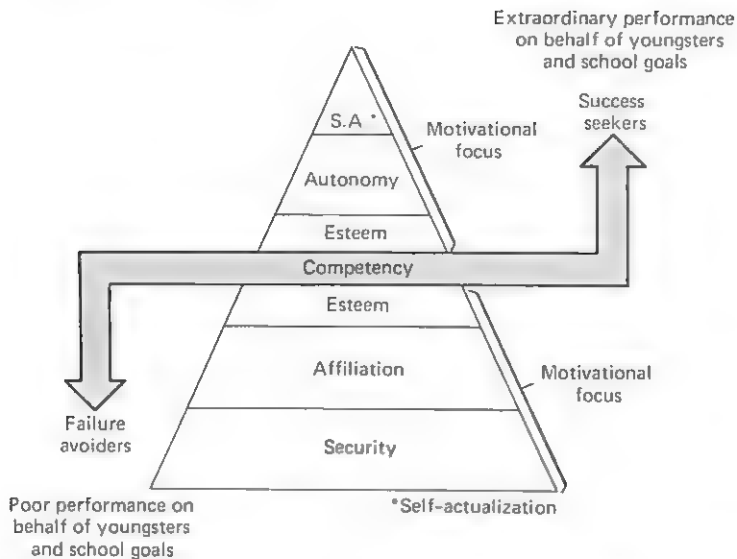 Extraordinary performance
on behalf of youngsters
and school goals
Success
seekers
S.A *
Motivational
focus
Autonomy
Esteem
Competency
Esteem
Affiliation
Motivational
focus
Failure
avoiders
Security
Poor performance on
behalf of youngsters
and school goals
*Self-actualization